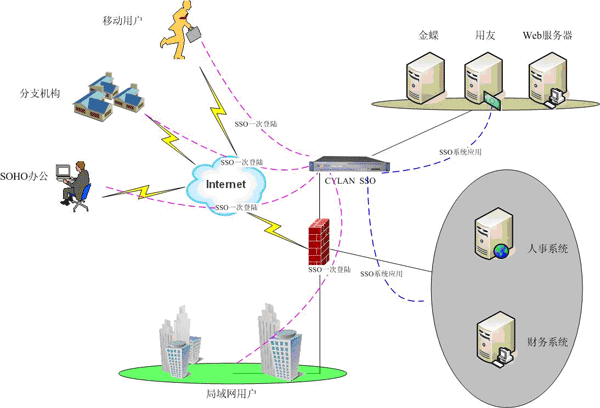 移动用户
金蝶
用友
Web服务器
分支机构
SSO一次登陆
SSO系统应用
SSO一次登陆
SOHO办公
Internet
CYLAN SSO
SSO一次登陆
人事系统
SSO一次登陆
SSO系统应用
财务系统
局域网用户